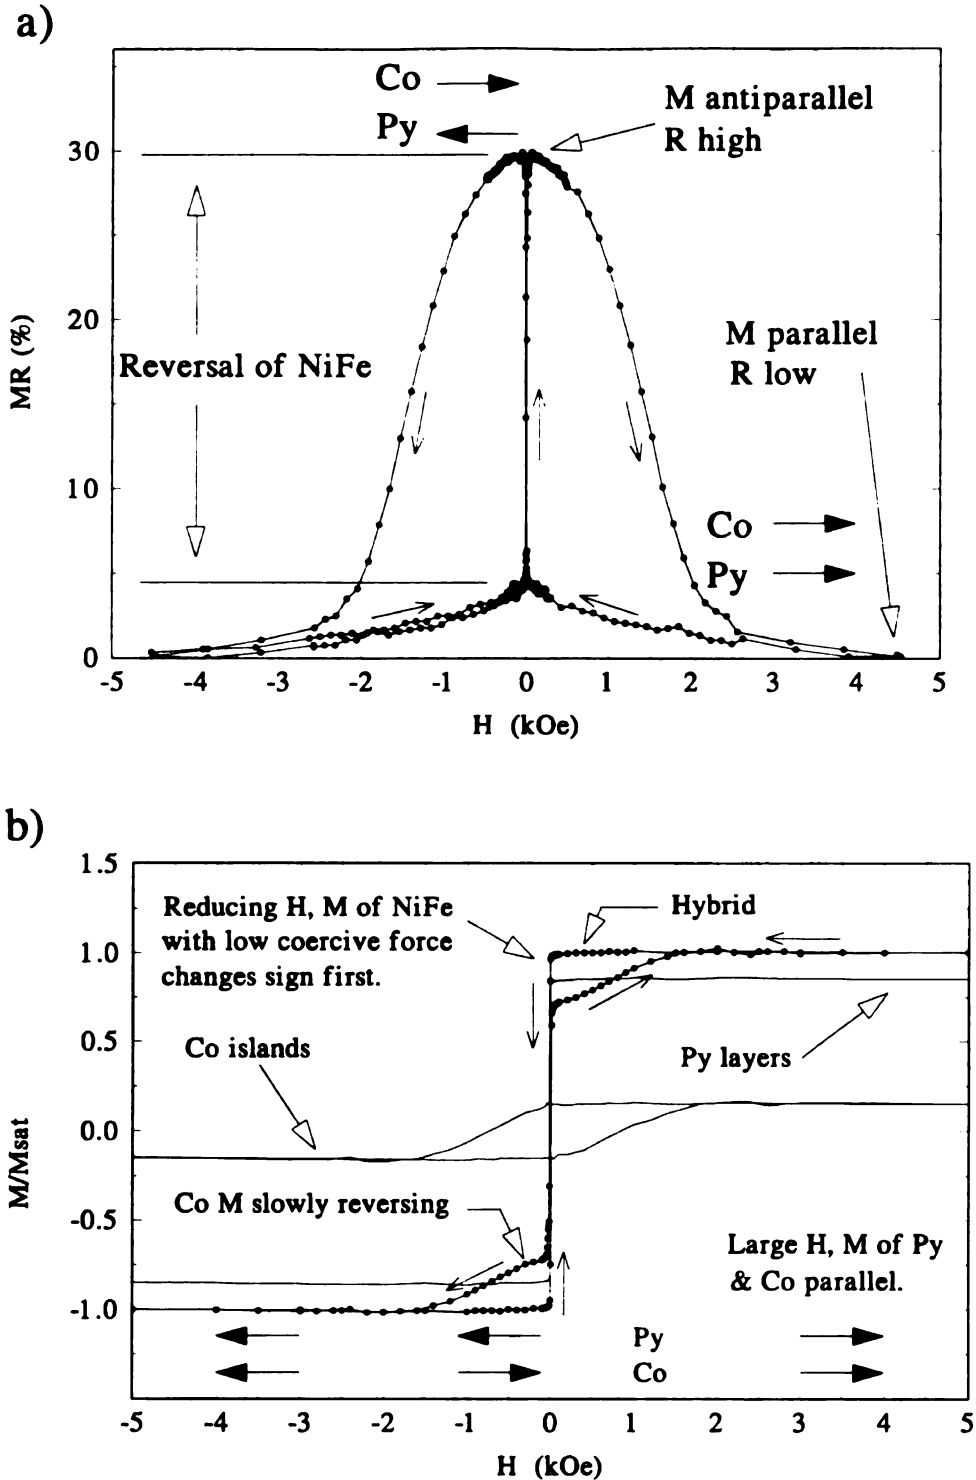 a)
Co
Py
M antiparallel
R high
30
20
10
0
MR (%)
Reversal of NiFe
M parallel
R low
Co
Py
-5 -4 -3 -2 -1 0 1 2 3 4 5
H (kOe)
b)
1.5
1.0
0.5
0.0
-0.5
-1.0
M/Msat
Reducing H, M of NiFe
with low coercive force
changes sign first.
Hybrid
Co islands
Py layers
Co M slowly reversing
Large H, M of Py
& Co parallel.
Py
Co
-5 -4 -3 -2 -1 0 1 2 3 4 5
H (kOe)